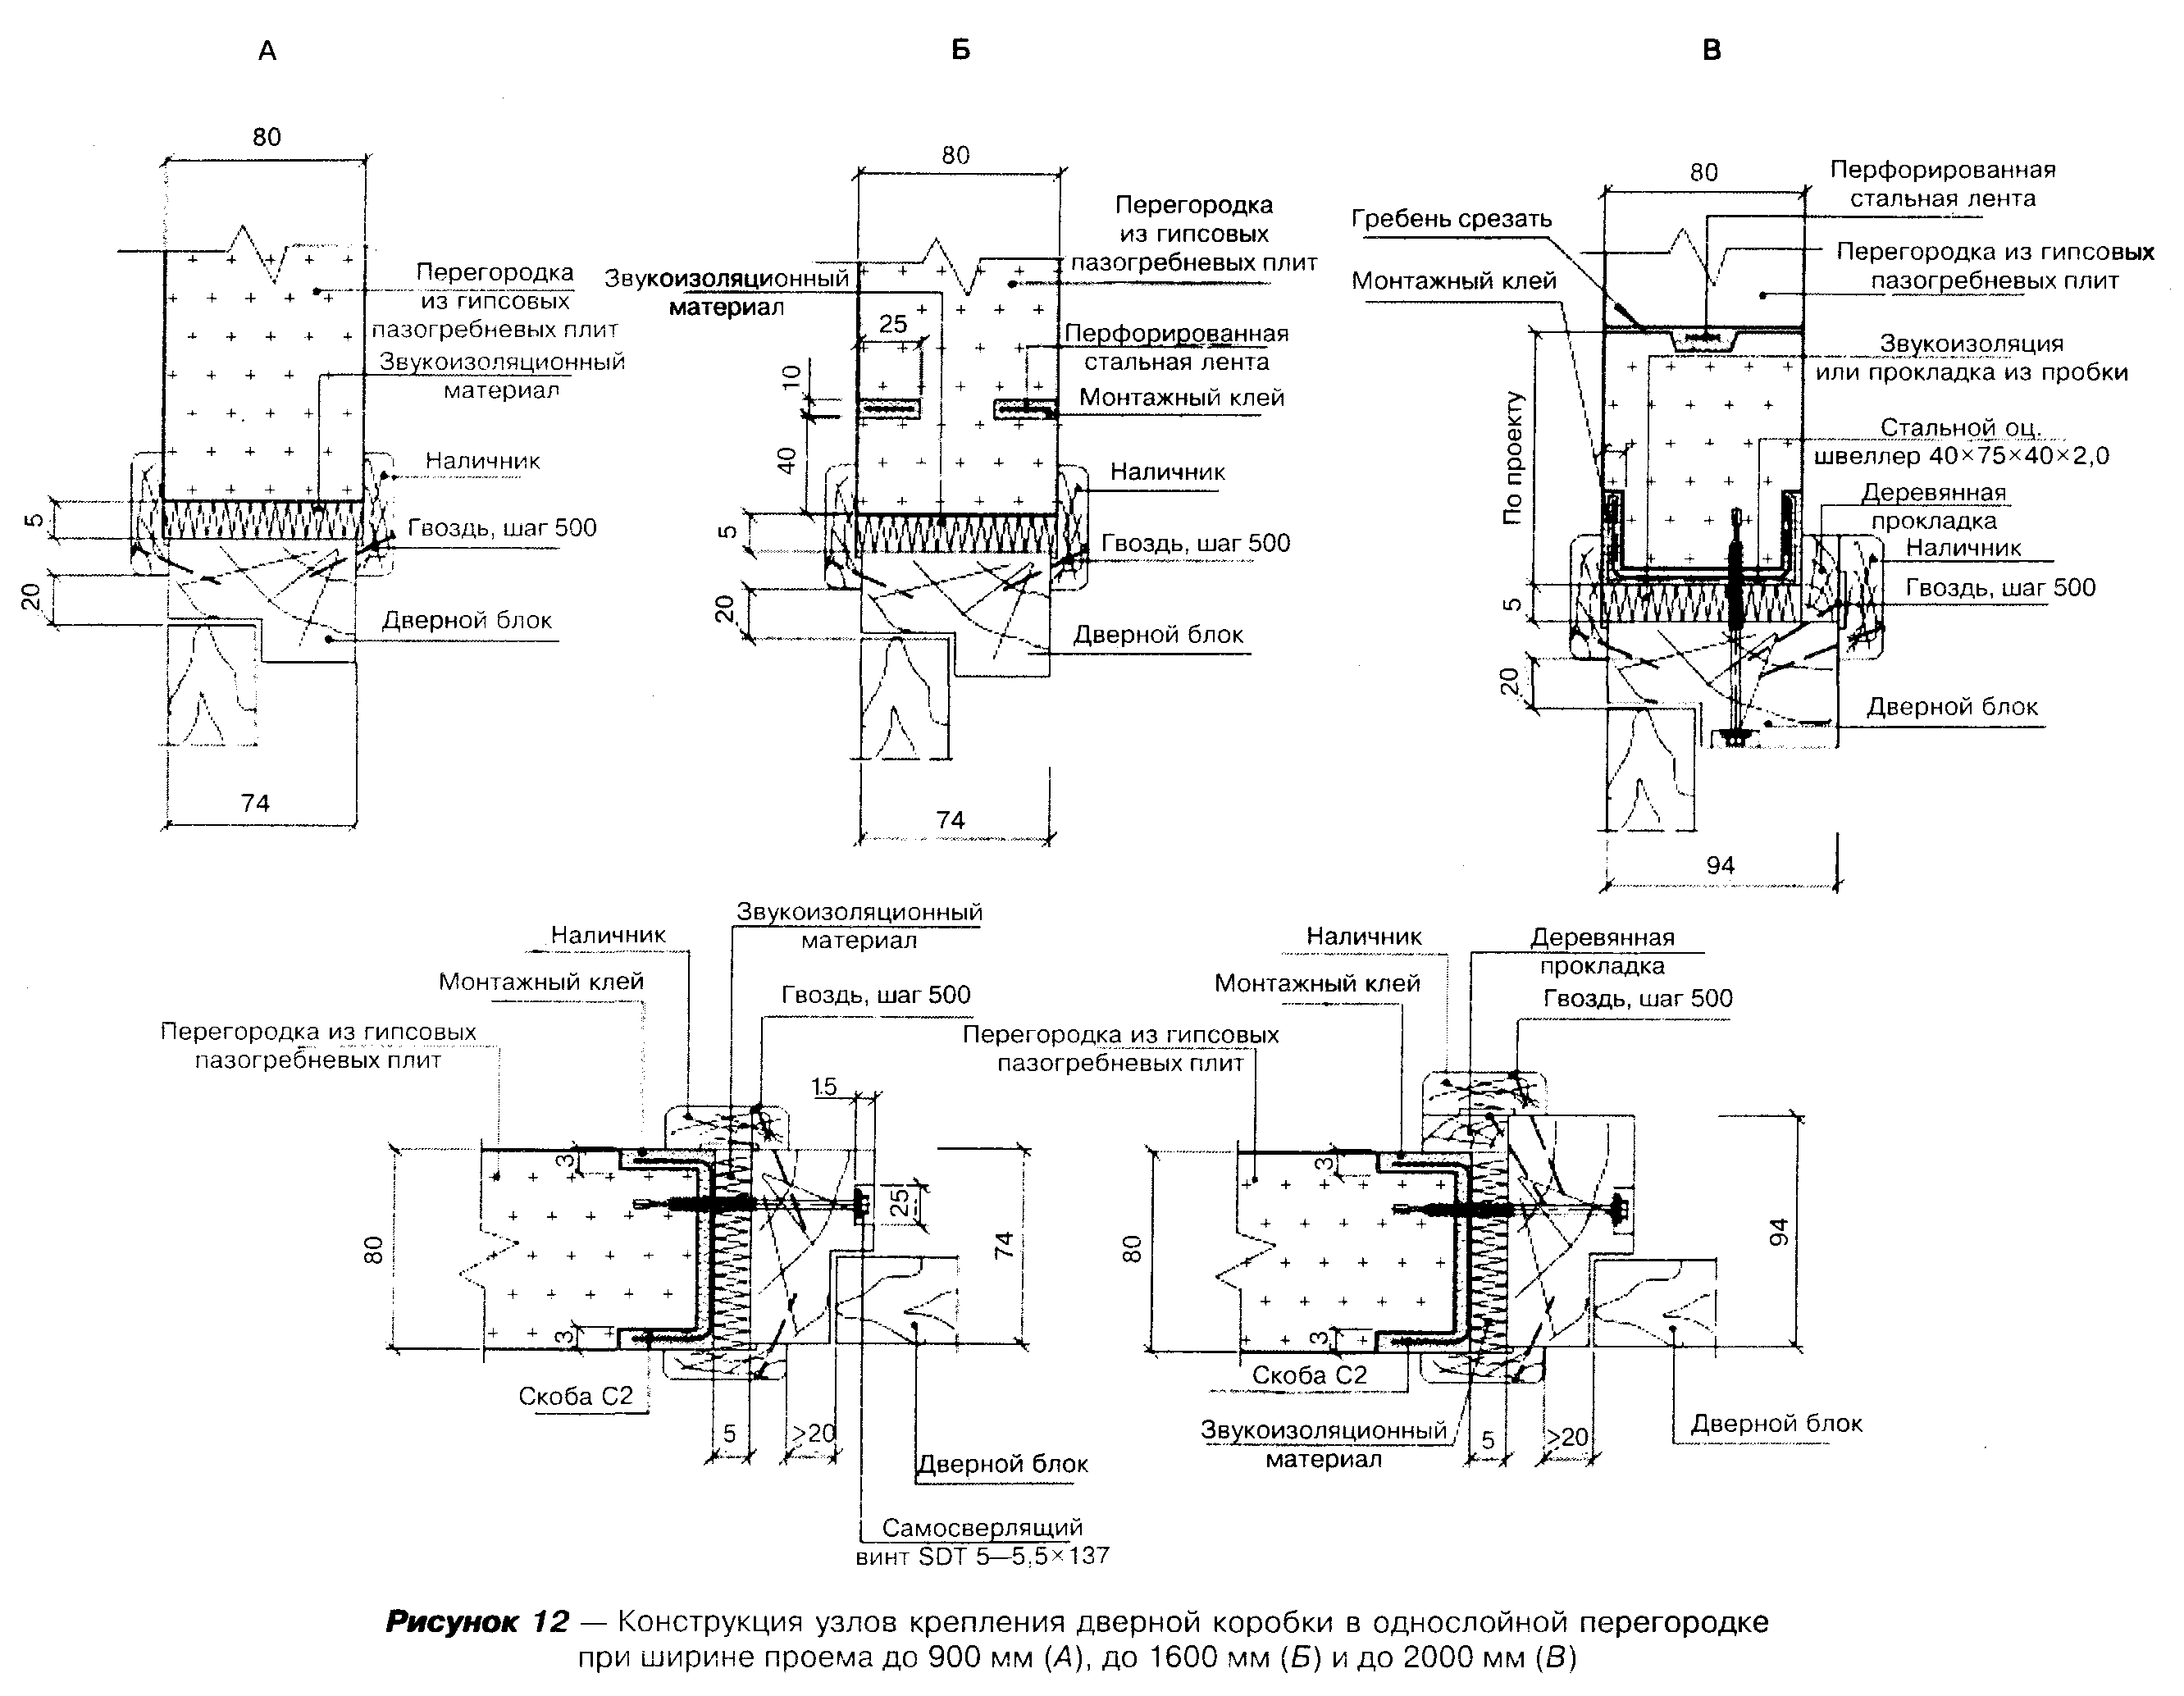 А
Б
В
80
Перегородка
из гипсовых
пазогребневых плит
Звукоизоляционный
материал
Наличник
5
Гвоздь, шаг 500
20
Дверной блок
74
80
Перегородка
из гипсовых
пазогребневых плит
Звукоизоляционный
материал
25
Перфорированная
стальная лента
10
Монтажный клей
40
Наличник
5
Гвоздь, шаг 500
20
Дверной блок
74
80
Перфорированная
стальная лента
Гребень срезать
Перегородка из гипсовых
пазогребневых плит
Монтажный клей
Звукоизоляция
или прокладка из пробки
По проекту
Стальной оц.
швеллер 40×75×40×2,0
Деревянная
прокладка
Наличник
Гвоздь, шаг 500
5
20
Дверной блок
94
Звукоизоляционный
материал
Наличник
Монтажный клей
Гвоздь, шаг 500
Перегородка из гипсовых
пазогребневых плит
15
3
25
80
74
3
Скоба С2
5
>20
Дверной блок
Самосверлящий
винт SDT 5—5,5×137
Наличник
Деревянная
прокладка
Монтажный клей
Гвоздь, шаг 500
Перегородка из гипсовых
пазогребневых плит
3
80
94
3
Скоба С2
Звукоизоляционный
материал
5
>20
Дверной блок
Рисунок 12 — Конструкция узлов крепления дверной коробки в однослойной перегородке
при ширине проема до 900 мм (А), до 1600 мм (Б) и до 2000 мм (В)